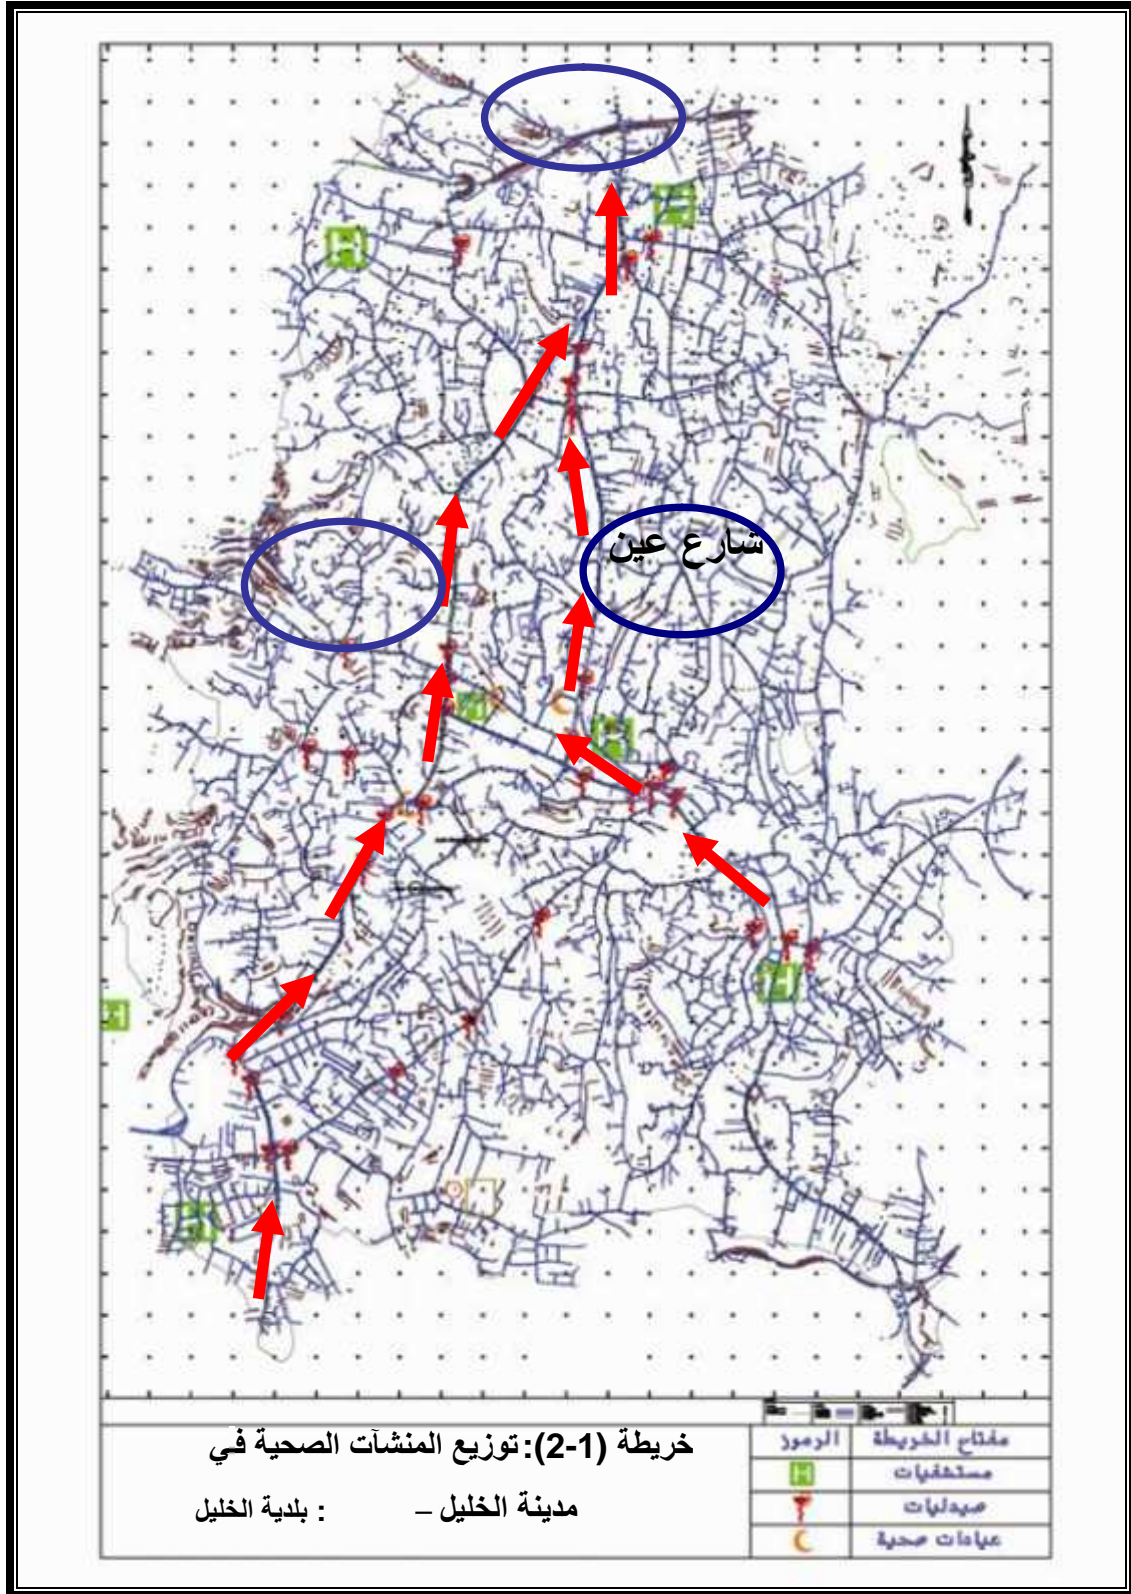 شارع عين
خريطة (1-2): توزيع المنشآت الصحية في
مدينة الخليل – : بلدية الخليل
مفتاح الخريطة الرموز
مستشفيات H
صيدليات
عيادات صحية